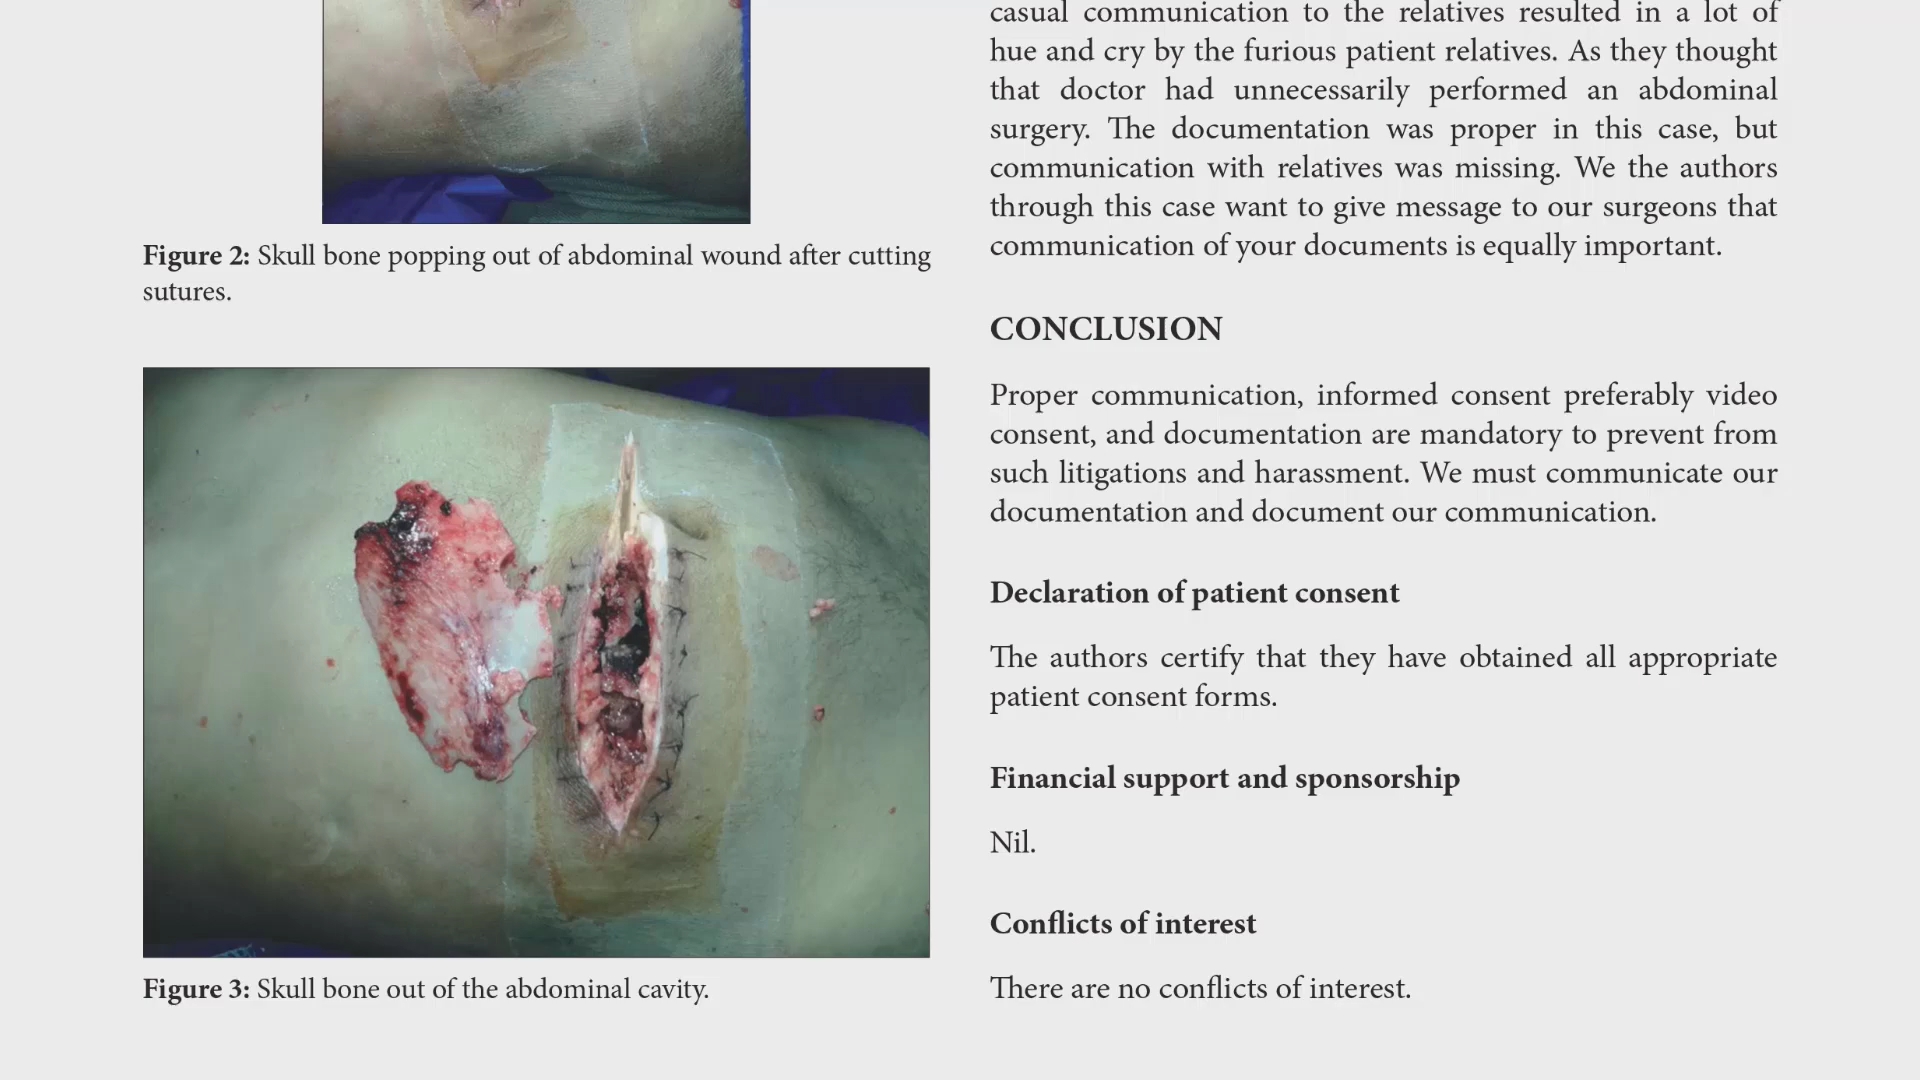 Figure 2: Skull bone popping out of abdominal wound after cutting
sutures.
Figure 3: Skull bone out of the abdominal cavity.
casual communication to the relatives resulted in a lot of
hue and cry by the furious patient relatives. As they thought
that doctor had unnecessarily performed an abdominal
surgery. The documentation was proper in this case, but
communication with relatives was missing. We the authors
through this case want to give message to our surgeons that
communication of your documents is equally important.
CONCLUSION
Proper communication, informed consent preferably video
consent, and documentation are mandatory to prevent from
such litigations and harassment. We must communicate our
documentation and document our communication.
Declaration of patient consent
The authors certify that they have obtained all appropriate
patient consent forms.
Financial support and sponsorship
Nil.
Conflicts of interest
There are no conflicts of interest.